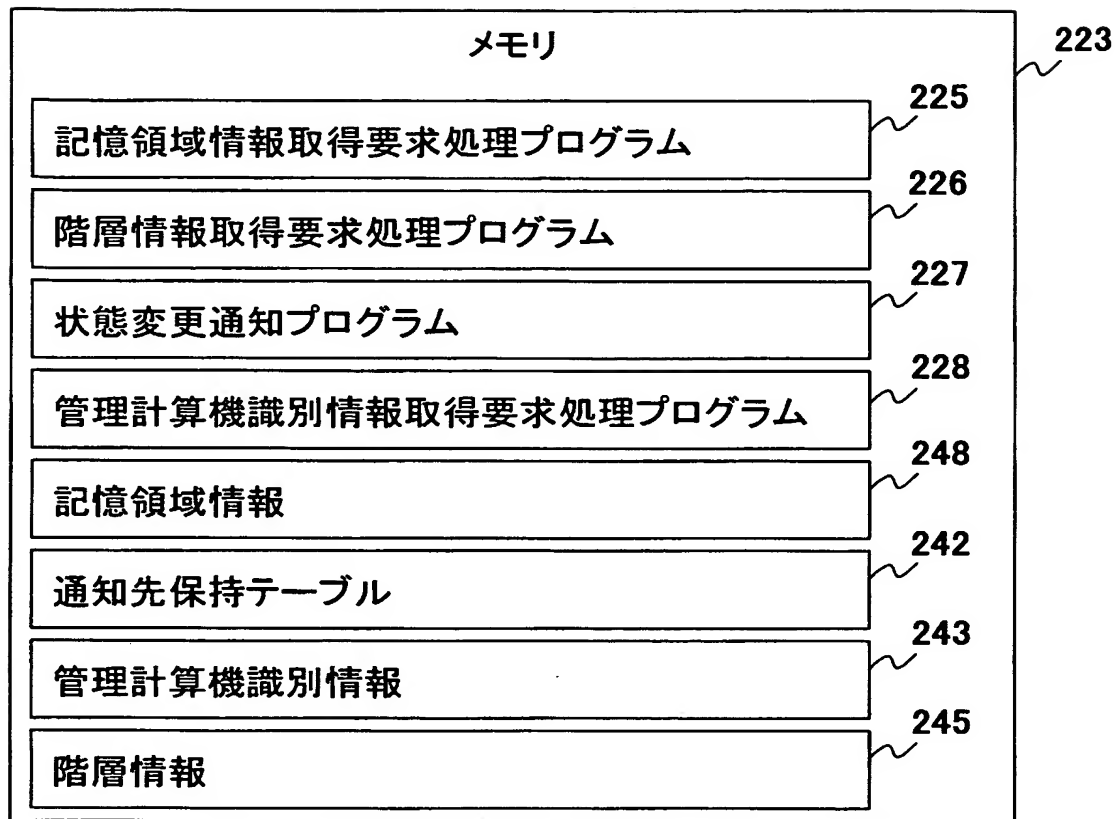 メモリ
223
225
記憶領域情報取得要求処理プログラム
226
階層情報取得要求処理プログラム
227
状態変更通知プログラム
228
管理計算機識別情報取得要求処理プログラム
248
記憶領域情報
242
通知先保持テーブル
243
管理計算機識別情報
245
階層情報